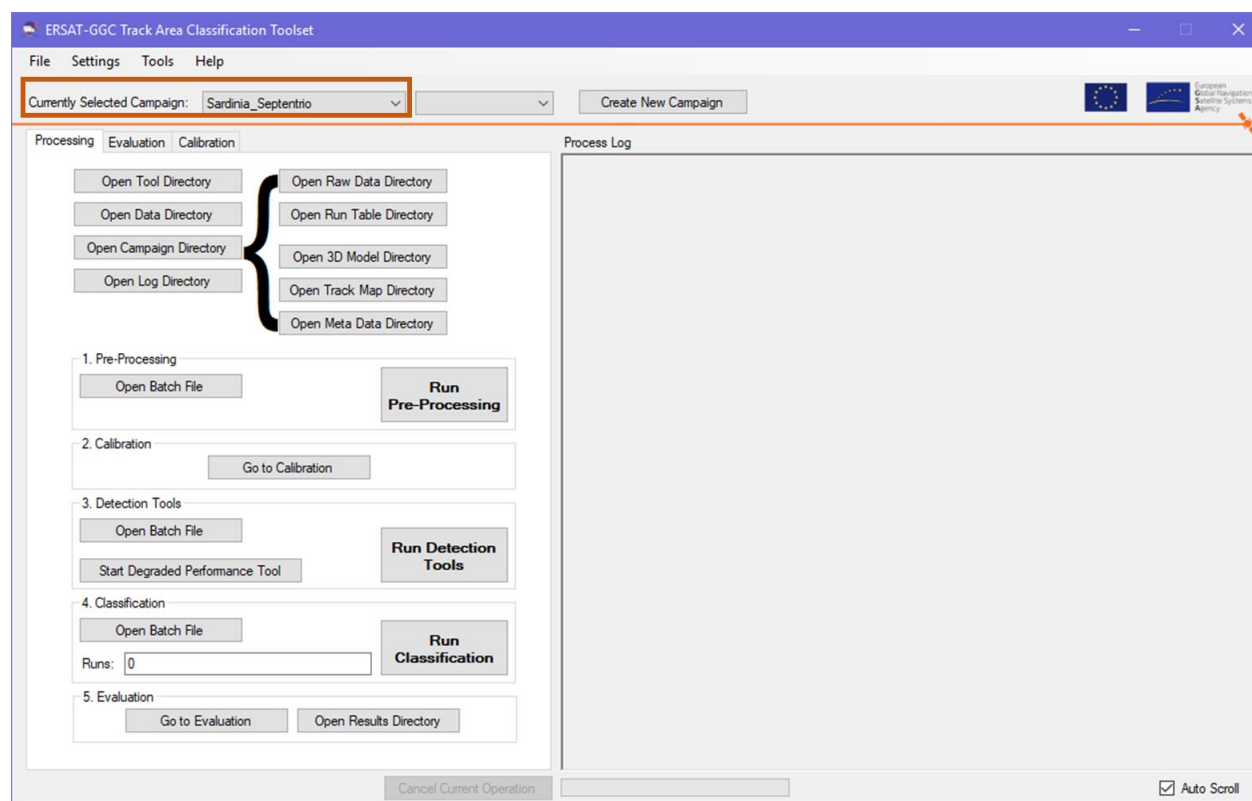 ERSAT-GGC Track Area Classification Toolset
File Settings Tools Help
Currently Selected Campaign: Sardinia_Septentrio Create New Campaign
European
Global Navigation
Satellite Systems
Agency
Processing Evaluation Calibration
Process Log
Open Tool Directory Open Raw Data Directory
Open Data Directory Open Run Table Directory
Open Campaign Directory Open 3D Model Directory
Open Log Directory Open Track Map Directory
Open Meta Data Directory
1. Pre-Processing
Open Batch File
Run
Pre-Processing
2. Calibration
Go to Calibration
3. Detection Tools
Open Batch File
Start Degraded Performance Tool
Run Detection
Tools
4. Classification
Open Batch File
Runs: 0
Run
Classification
5. Evaluation
Go to Evaluation Open Results Directory
Cancel Current Operation Auto Scroll